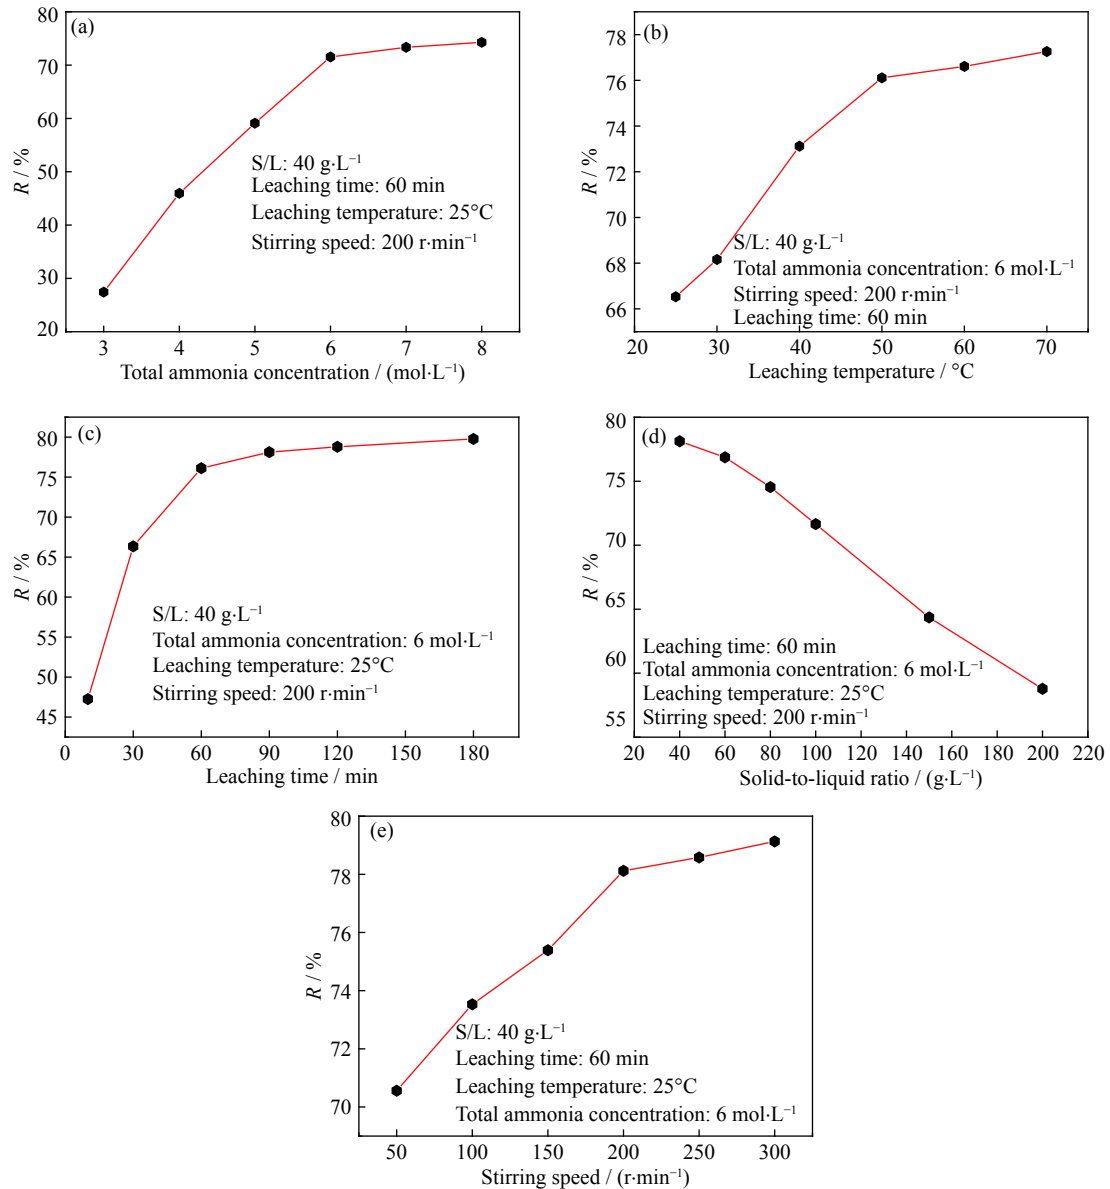 (a)
R / %
80
70
60
50
40
30
20
S/L: 40 g·L⁻¹
Leaching time: 60 min
Leaching temperature: 25°C
Stirring speed: 200 r·min⁻¹
3 4 5 6 7 8
Total ammonia concentration / (mol·L⁻¹)
(b)
R / %
78
76
74
72
70
68
66
S/L: 40 g·L⁻¹
Total ammonia concentration: 6 mol·L⁻¹
Stirring speed: 200 r·min⁻¹
Leaching time: 60 min
20 30 40 50 60 70
Leaching temperature / °C
(c)
R / %
80
75
70
65
60
55
50
45
S/L: 40 g·L⁻¹
Total ammonia concentration: 6 mol·L⁻¹
Leaching temperature: 25°C
Stirring speed: 200 r·min⁻¹
0 30 60 90 120 150 180
Leaching time / min
(d)
R / %
80
75
70
65
60
55
Leaching time: 60 min
Total ammonia concentration: 6 mol·L⁻¹
Leaching temperature: 25°C
Stirring speed: 200 r·min⁻¹
20 40 60 80 100 120 140 160 180 200 220
Solid-to-liquid ratio / (g·L⁻¹)
(e)
R / %
80
78
76
74
72
70
S/L: 40 g·L⁻¹
Leaching time: 60 min
Leaching temperature: 25°C
Total ammonia concentration: 6 mol·L⁻¹
50 100 150 200 250 300
Stirring speed / (r·min⁻¹)